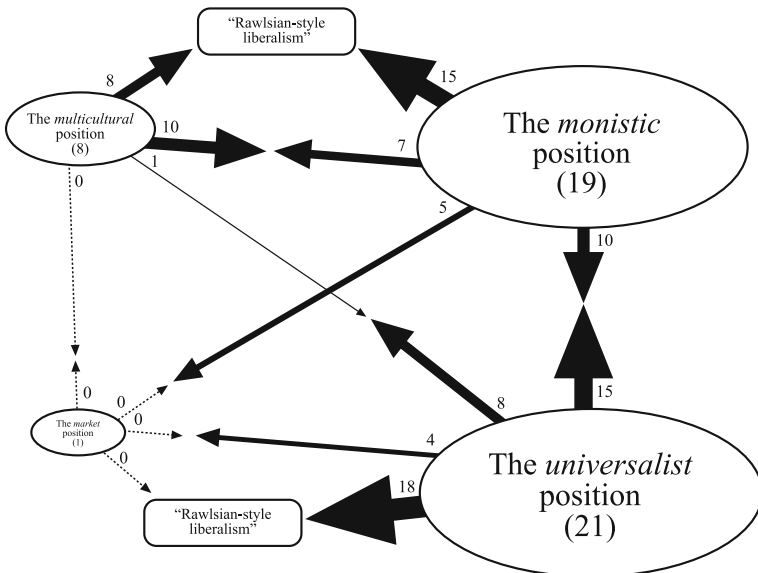 “Rawlsian-style
liberalism”
8
15
The multicultural
position
(8)
10
1
0
The monistic
position
(19)
7
5
10
0
The market
position
(1)
0
0
0
8
15
4
18
The universalist
position
(21)
“Rawlsian-style
liberalism”